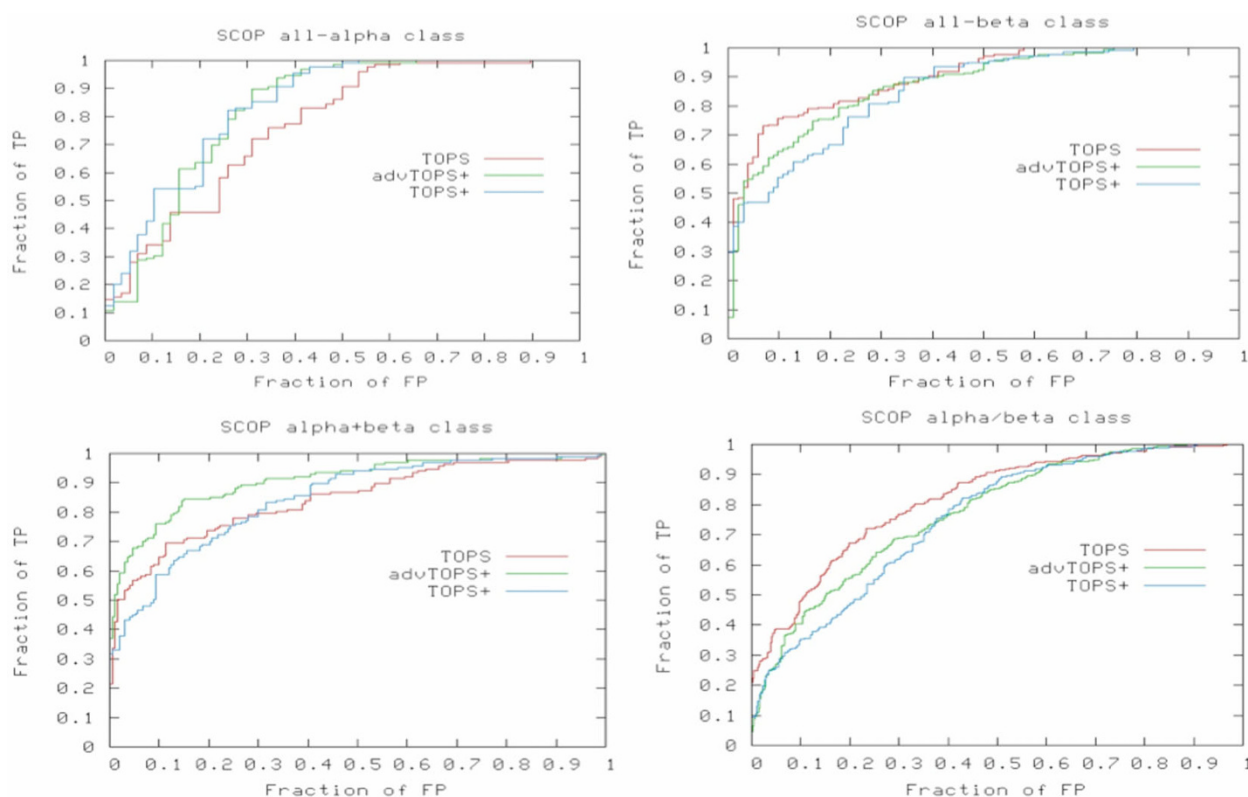 SCOP all-alpha class
Fraction of TP
1
0.9
0.8
0.7
0.6
0.5
0.4
0.3
0.2
0.1
0
TOPS
advTOPS+
TOPS+
0 0.1 0.2 0.3 0.4 0.5 0.6 0.7 0.8 0.9 1
Fraction of FP
SCOP all-beta class
Fraction of TP
1
0.9
0.8
0.7
0.6
0.5
0.4
0.3
0.2
0.1
0
TOPS
advTOPS+
TOPS+
0 0.1 0.2 0.3 0.4 0.5 0.6 0.7 0.8 0.9 1
Fraction of FP
SCOP alpha+beta class
Fraction of TP
1
0.9
0.8
0.7
0.6
0.5
0.4
0.3
0.2
0.1
0
TOPS
advTOPS+
TOPS+
0 0.1 0.2 0.3 0.4 0.5 0.6 0.7 0.8 0.9 1
Fraction of FP
SCOP alpha/beta class
Fraction of TP
1
0.9
0.8
0.7
0.6
0.5
0.4
0.3
0.2
0.1
0
TOPS
advTOPS+
TOPS+
0 0.1 0.2 0.3 0.4 0.5 0.6 0.7 0.8 0.9 1
Fraction of FP